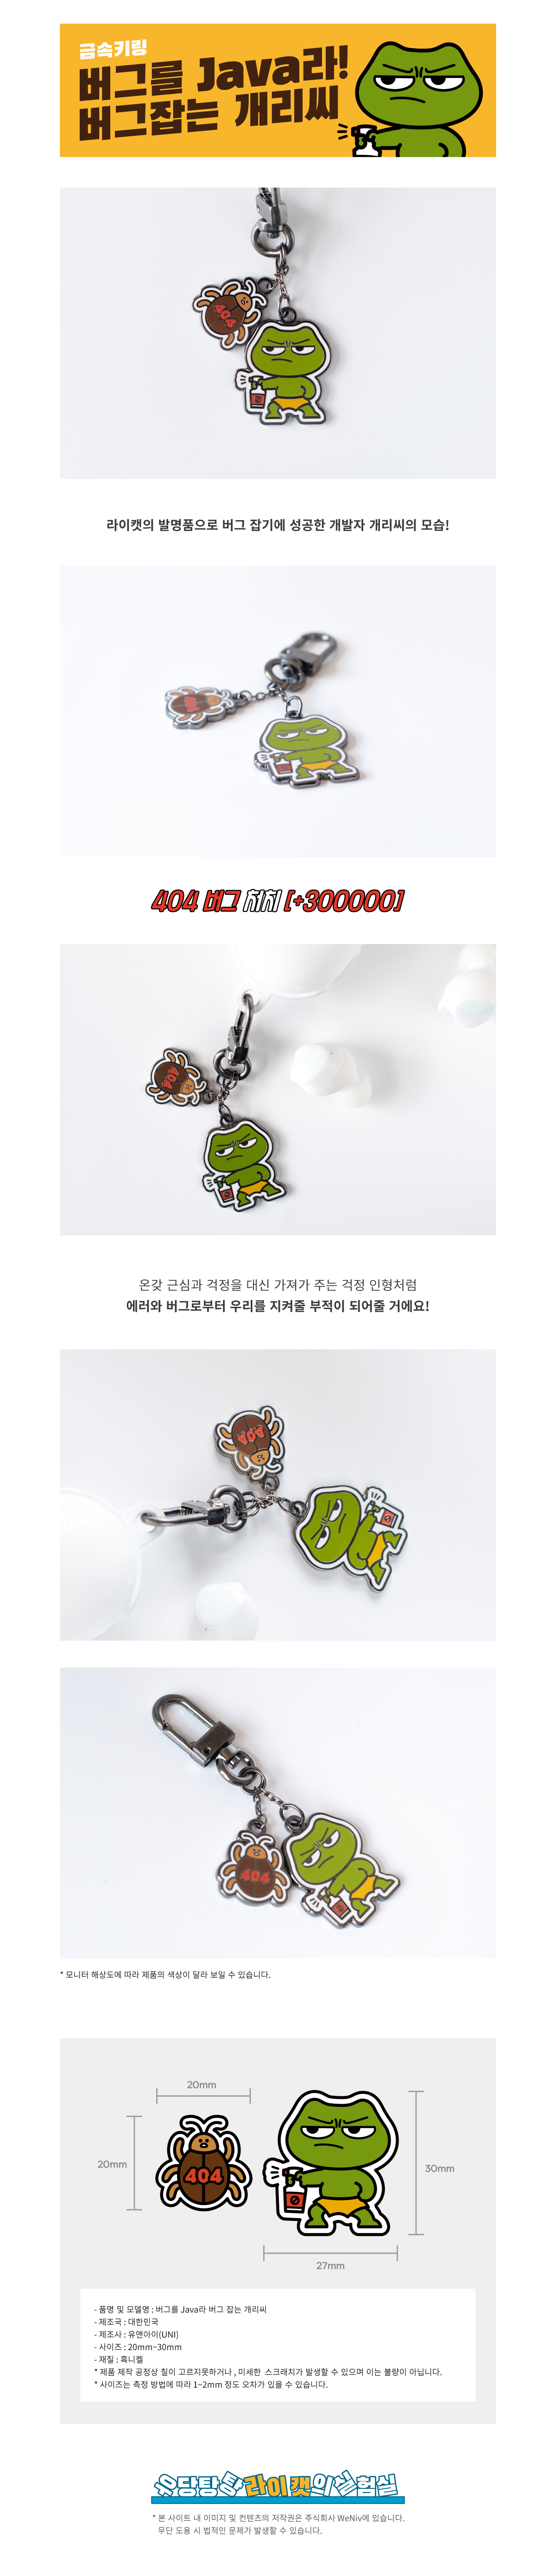 금속키링
버그를 Java라!
버그잡는 개리씨
404
라이캣의 발명품으로 버그 잡기에 성공한 개발자 개리씨의 모습!
404 버그 처치 [+300000]
404
온갖 근심과 걱정을 대신 가져가 주는 걱정 인형처럼
에러와 버그로부터 우리를 지켜줄 부적이 되어줄 거에요!
404
404
* 모니터 해상도에 따라 제품의 색상이 달라 보일 수 있습니다.
20mm
20mm
404
30mm
27mm
- 품명 및 모델명 : 버그를 Java라 버그 잡는 개리씨
- 제조국 : 대한민국
- 제조사 : 유앤아이(UNI)
- 사이즈 : 20mm~30mm
- 재질 : 흑니켈
* 제품 제작 공정상 칠이 고르지못하거나 , 미세한 스크래치가 발생할 수 있으며 이는 불량이 아닙니다.
* 사이즈는 측정 방법에 따라 1~2mm 정도 오차가 있을 수 있습니다.
우당탕탕 라이캣의 실험실
* 본 사이트 내 이미지 및 컨텐츠의 저작권은 주식회사 WeNiv에 있습니다.
무단 도용 시 법적인 문제가 발생할 수 있습니다.